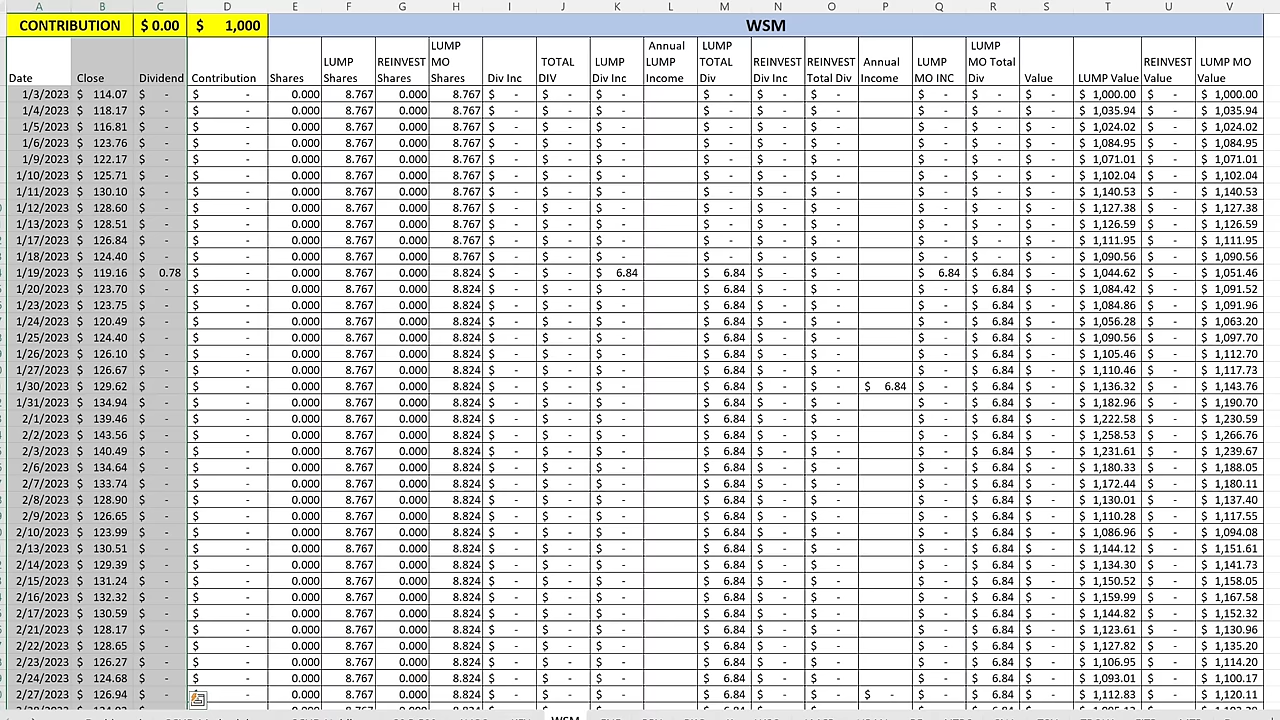 A B C D E F G H I J K L M N O P Q R S T U V
CONTRIBUTION $ 0.00 $ 1,000 WSM
Date Close Dividend Contribution Shares LUMP Shares REINVEST Shares LUMP MO Shares Div Inc TOTAL DIV LUMP Div Inc Annual LUMP Income LUMP TOTAL Div REINVEST Div Inc REINVEST Total Div Annual Income LUMP MO INC LUMP MO Total Div Value LUMP Value REINVEST Value LUMP MO Value
1/3/2023 $ 114.07 $ - $ - 0.000 8.767 0.000 8.767 $ - $ - $ - $ - $ - $ - $ - $ - $ - $ 1,000.00 $ - $ 1,000.00
1/4/2023 $ 118.17 $ - $ - 0.000 8.767 0.000 8.767 $ - $ - $ - $ - $ - $ - $ - $ - $ - $ 1,035.94 $ - $ 1,035.94
1/5/2023 $ 116.81 $ - $ - 0.000 8.767 0.000 8.767 $ - $ - $ - $ - $ - $ - $ - $ - $ - $ 1,024.02 $ - $ 1,024.02
1/6/2023 $ 123.76 $ - $ - 0.000 8.767 0.000 8.767 $ - $ - $ - $ - $ - $ - $ - $ - $ - $ 1,084.95 $ - $ 1,084.95
1/9/2023 $ 122.17 $ - $ - 0.000 8.767 0.000 8.767 $ - $ - $ - $ - $ - $ - $ - $ - $ - $ 1,071.01 $ - $ 1,071.01
1/10/2023 $ 125.71 $ - $ - 0.000 8.767 0.000 8.767 $ - $ - $ - $ - $ - $ - $ - $ - $ - $ 1,102.04 $ - $ 1,102.04
1/11/2023 $ 130.10 $ - $ - 0.000 8.767 0.000 8.767 $ - $ - $ - $ - $ - $ - $ - $ - $ - $ 1,140.53 $ - $ 1,140.53
1/12/2023 $ 128.60 $ - $ - 0.000 8.767 0.000 8.767 $ - $ - $ - $ - $ - $ - $ - $ - $ - $ 1,127.38 $ - $ 1,127.38
1/13/2023 $ 128.51 $ - $ - 0.000 8.767 0.000 8.767 $ - $ - $ - $ - $ - $ - $ - $ - $ - $ 1,126.59 $ - $ 1,126.59
1/17/2023 $ 126.84 $ - $ - 0.000 8.767 0.000 8.767 $ - $ - $ - $ - $ - $ - $ - $ - $ - $ 1,111.95 $ - $ 1,111.95
1/18/2023 $ 124.40 $ - $ - 0.000 8.767 0.000 8.767 $ - $ - $ - $ - $ - $ - $ - $ - $ - $ 1,090.56 $ - $ 1,090.56
1/19/2023 $ 119.16 $ 0.78 $ - 0.000 8.767 0.000 8.824 $ - $ - $ 6.84 $ 6.84 $ - $ - $ 6.84 $ 6.84 $ - $ 1,044.62 $ - $ 1,051.46
1/20/2023 $ 123.70 $ - $ - 0.000 8.767 0.000 8.824 $ - $ - $ - $ 6.84 $ - $ - $ - $ 6.84 $ - $ 1,084.42 $ - $ 1,091.52
1/23/2023 $ 123.75 $ - $ - 0.000 8.767 0.000 8.824 $ - $ - $ - $ 6.84 $ - $ - $ - $ 6.84 $ - $ 1,084.86 $ - $ 1,091.96
1/24/2023 $ 120.49 $ - $ - 0.000 8.767 0.000 8.824 $ - $ - $ - $ 6.84 $ - $ - $ - $ 6.84 $ - $ 1,056.28 $ - $ 1,063.20
1/25/2023 $ 124.40 $ - $ - 0.000 8.767 0.000 8.824 $ - $ - $ - $ 6.84 $ - $ - $ - $ 6.84 $ - $ 1,090.56 $ - $ 1,097.70
1/26/2023 $ 126.10 $ - $ - 0.000 8.767 0.000 8.824 $ - $ - $ - $ 6.84 $ - $ - $ - $ 6.84 $ - $ 1,105.46 $ - $ 1,112.70
1/27/2023 $ 126.67 $ - $ - 0.000 8.767 0.000 8.824 $ - $ - $ - $ 6.84 $ - $ - $ - $ 6.84 $ - $ 1,110.46 $ - $ 1,117.73
1/30/2023 $ 129.62 $ - $ - 0.000 8.767 0.000 8.824 $ - $ - $ - $ 6.84 $ - $ - $ 6.84 $ - $ 6.84 $ - $ 1,136.32 $ - $ 1,143.76
1/31/2023 $ 134.94 $ - $ - 0.000 8.767 0.000 8.824 $ - $ - $ - $ 6.84 $ - $ - $ - $ 6.84 $ - $ 1,182.96 $ - $ 1,190.70
2/1/2023 $ 139.46 $ - $ - 0.000 8.767 0.000 8.824 $ - $ - $ - $ 6.84 $ - $ - $ - $ 6.84 $ - $ 1,222.58 $ - $ 1,230.59
2/2/2023 $ 143.56 $ - $ - 0.000 8.767 0.000 8.824 $ - $ - $ - $ 6.84 $ - $ - $ - $ 6.84 $ - $ 1,258.53 $ - $ 1,266.76
2/3/2023 $ 140.49 $ - $ - 0.000 8.767 0.000 8.824 $ - $ - $ - $ 6.84 $ - $ - $ - $ 6.84 $ - $ 1,231.61 $ - $ 1,239.67
2/6/2023 $ 134.64 $ - $ - 0.000 8.767 0.000 8.824 $ - $ - $ - $ 6.84 $ - $ - $ - $ 6.84 $ - $ 1,180.33 $ - $ 1,188.05
2/7/2023 $ 133.74 $ - $ - 0.000 8.767 0.000 8.824 $ - $ - $ - $ 6.84 $ - $ - $ - $ 6.84 $ - $ 1,172.44 $ - $ 1,180.11
2/8/2023 $ 128.90 $ - $ - 0.000 8.767 0.000 8.824 $ - $ - $ - $ 6.84 $ - $ - $ - $ 6.84 $ - $ 1,130.01 $ - $ 1,137.40
2/9/2023 $ 126.65 $ - $ - 0.000 8.767 0.000 8.824 $ - $ - $ - $ 6.84 $ - $ - $ - $ 6.84 $ - $ 1,110.28 $ - $ 1,117.55
2/10/2023 $ 123.99 $ - $ - 0.000 8.767 0.000 8.824 $ - $ - $ - $ 6.84 $ - $ - $ - $ 6.84 $ - $ 1,086.96 $ - $ 1,094.08
2/13/2023 $ 130.51 $ - $ - 0.000 8.767 0.000 8.824 $ - $ - $ - $ 6.84 $ - $ - $ - $ 6.84 $ - $ 1,144.12 $ - $ 1,151.61
2/14/2023 $ 129.39 $ - $ - 0.000 8.767 0.000 8.824 $ - $ - $ - $ 6.84 $ - $ - $ - $ 6.84 $ - $ 1,134.30 $ - $ 1,141.73
2/15/2023 $ 131.24 $ - $ - 0.000 8.767 0.000 8.824 $ - $ - $ - $ 6.84 $ - $ - $ - $ 6.84 $ - $ 1,150.52 $ - $ 1,158.05
2/16/2023 $ 132.32 $ - $ - 0.000 8.767 0.000 8.824 $ - $ - $ - $ 6.84 $ - $ - $ - $ 6.84 $ - $ 1,159.99 $ - $ 1,167.58
2/17/2023 $ 130.59 $ - $ - 0.000 8.767 0.000 8.824 $ - $ - $ - $ 6.84 $ - $ - $ - $ 6.84 $ - $ 1,144.82 $ - $ 1,152.32
2/21/2023 $ 128.17 $ - $ - 0.000 8.767 0.000 8.824 $ - $ - $ - $ 6.84 $ - $ - $ - $ 6.84 $ - $ 1,123.61 $ - $ 1,130.96
2/22/2023 $ 128.65 $ - $ - 0.000 8.767 0.000 8.824 $ - $ - $ - $ 6.84 $ - $ - $ - $ 6.84 $ - $ 1,127.82 $ - $ 1,135.20
2/23/2023 $ 126.27 $ - $ - 0.000 8.767 0.000 8.824 $ - $ - $ - $ 6.84 $ - $ - $ - $ 6.84 $ - $ 1,106.95 $ - $ 1,114.20
2/24/2023 $ 124.68 $ - $ - 0.000 8.767 0.000 8.824 $ - $ - $ - $ 6.84 $ - $ - $ - $ 6.84 $ - $ 1,093.01 $ - $ 1,100.17
2/27/2023 $ 126.94 $ - - 0.000 8.767 0.000 8.824 $ - $ - $ - $ 6.84 $ - $ - $ - $ - $ 6.84 $ - $ 1,112.83 $ - $ 1,120.11
WSM